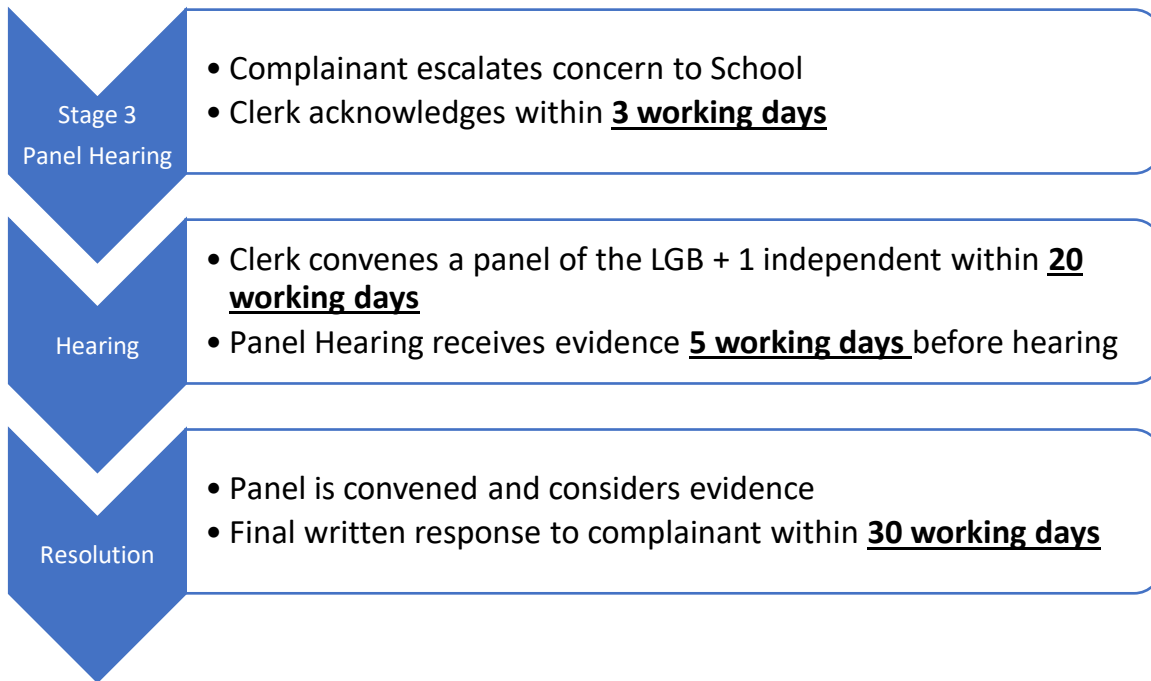 Stage 3
Panel Hearing
• Complainant escalates concern to School
• Clerk acknowledges within 3 working days
Hearing
• Clerk convenes a panel of the LGB + 1 independent within 20
working days
• Panel Hearing receives evidence 5 working days before hearing
Resolution
• Panel is convened and considers evidence
• Final written response to complainant within 30 working days